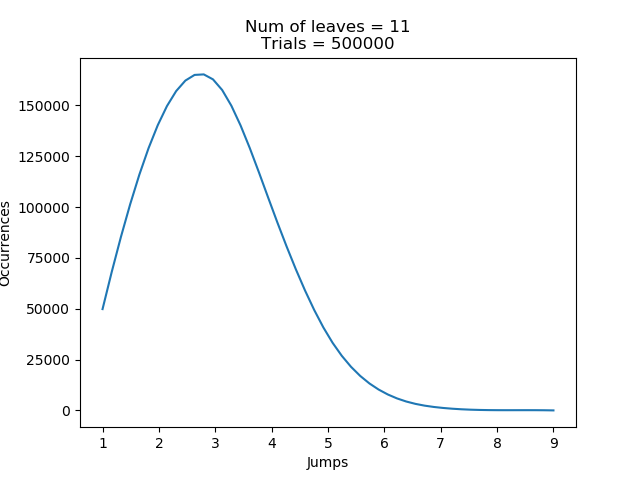 Num of leaves = 11
Trials = 500000
Occurrences
150000
125000
100000
75000
50000
25000
0
1 2 3 4 5 6 7 8 9
Jumps